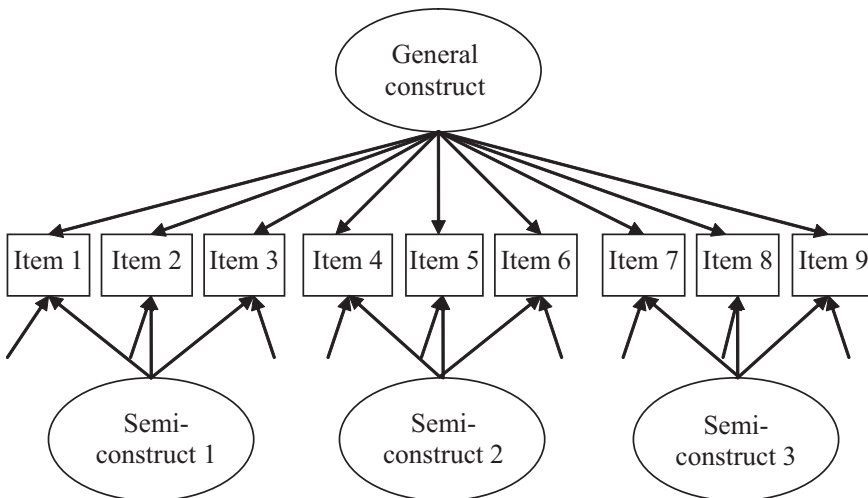 General
construct
Item 1 Item 2 Item 3 Item 4 Item 5 Item 6 Item 7 Item 8 Item 9
Semi-
construct 1
Semi-
construct 2
Semi-
construct 3